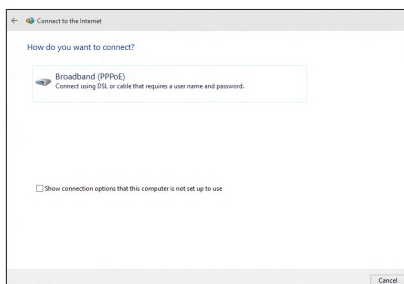 Connect to the Internet
How do you want to connect?
Broadband (PPPoE)
Connect using DSL or cable that requires a user name and password.
Show connection options that this computer is not set up to use
Cancel